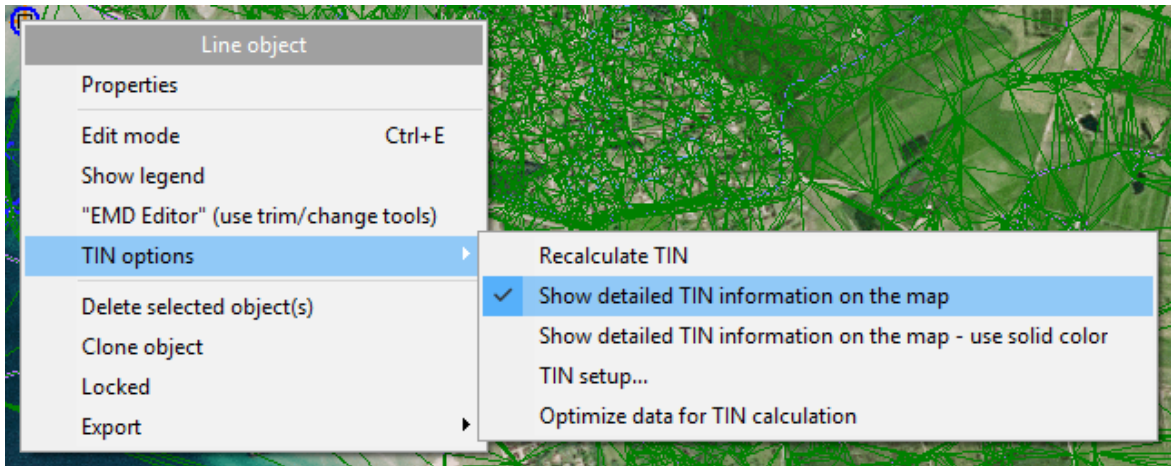 Line object
Properties
Edit mode Ctrl+E
Show legend
"EMD Editor" (use trim/change tools)
TIN options
Delete selected object(s)
Clone object
Locked
Export
Recalculate TIN
Show detailed TIN information on the map
Show detailed TIN information on the map - use solid color
TIN setup...
Optimize data for TIN calculation